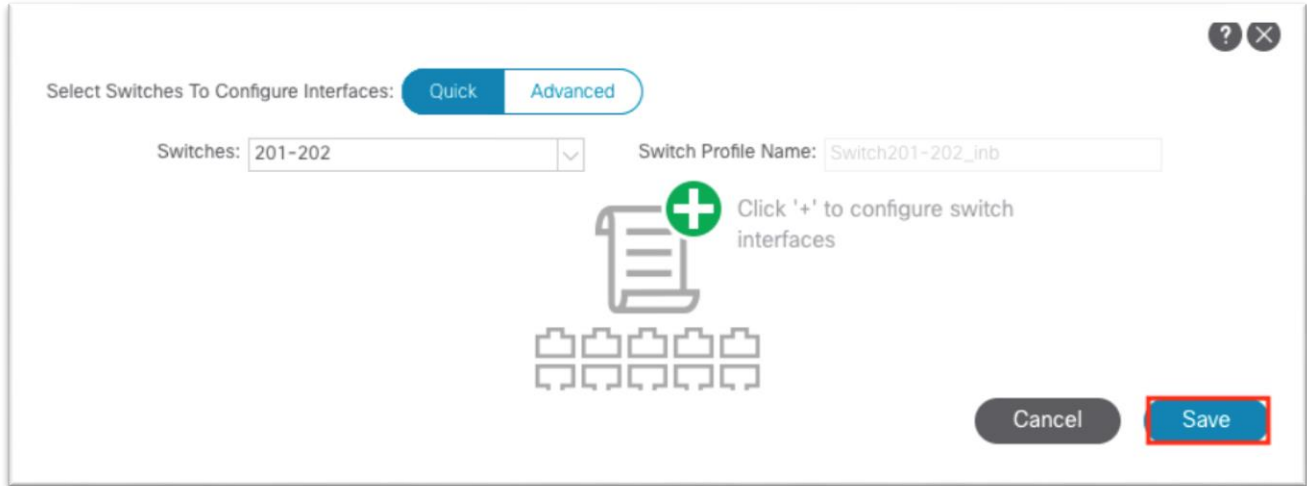 ?
Select Switches To Configure Interfaces: Quick Advanced
Switches: 201-202 Switch Profile Name: Switch201-202_inb
Click '+' to configure switch
interfaces
Cancel Save